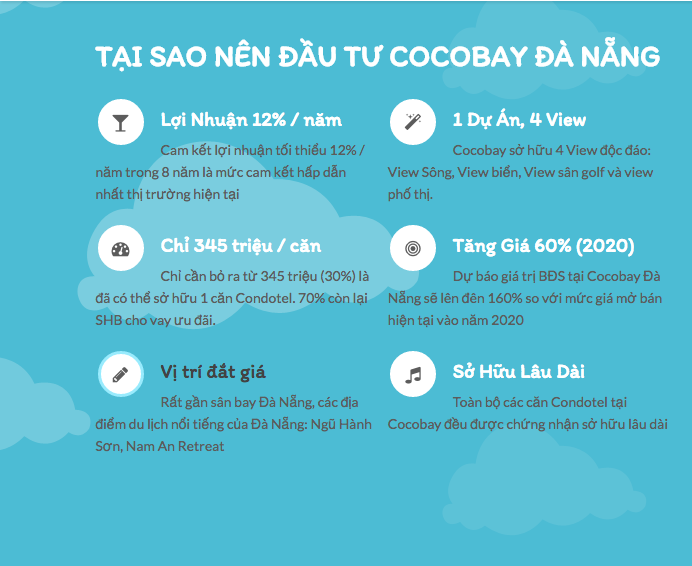 TẠI SAO NÊN ĐẦU TƯ COCOBAY ĐÀ NẴNG
Lợi Nhuận 12% / năm
Cam kết lợi nhuận tối thiểu 12% /
năm trong 8 năm là mức cam kết hấp dẫn
nhất thị trường hiện tại
1 Dự Án, 4 View
Cocobay sở hữu 4 View độc đáo:
View Sông, View biển, View sân golf và view
phố thị.
Chỉ 345 triệu / căn
Chỉ cần bỏ ra từ 345 triệu (30%) là
đã có thể sở hữu 1 căn Condotel. 70% còn lại
SHB cho vay ưu đãi.
Tăng Giá 60% (2020)
Dự báo giá trị BĐS tại Cocobay Đà
Nẵng sẽ lên đến 160% so với mức giá mở bán
hiện tại vào năm 2020
Vị trí đắt giá
Rất gần sân bay Đà Nẵng, các địa
điểm du lịch nổi tiếng của Đà Nẵng: Ngũ Hành
Sơn, Nam An Retreat
Sở Hữu Lâu Dài
Toàn bộ các căn Condotel tại
Cocobay đều được chứng nhận sở hữu lâu dài